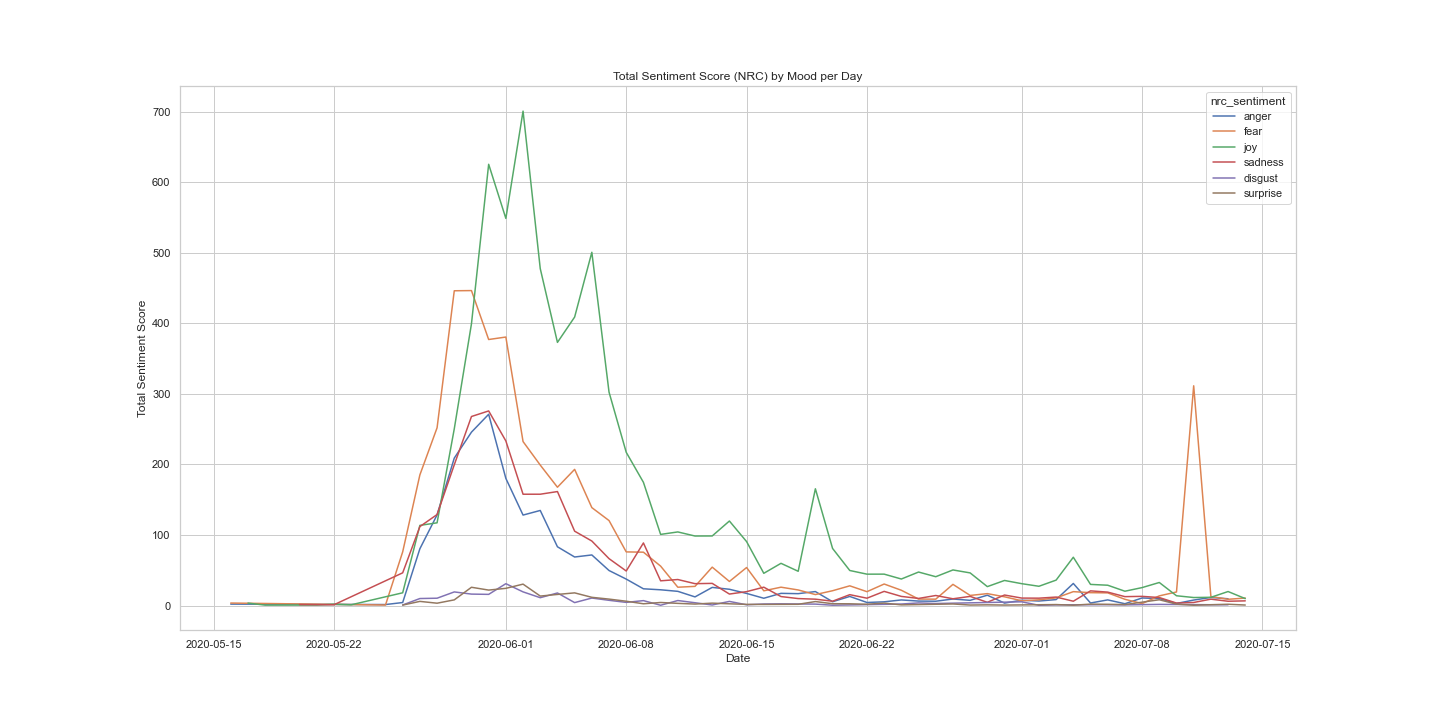 Total Sentiment Score (NRC) by Mood per Day
nrc_sentiment
anger
fear
joy
sadness
disgust
surprise
Total Sentiment Score
700
600
500
400
300
200
100
0
2020-05-15
2020-05-22
2020-06-01
2020-06-08
2020-06-15
2020-06-22
2020-07-01
2020-07-08
2020-07-15
Date